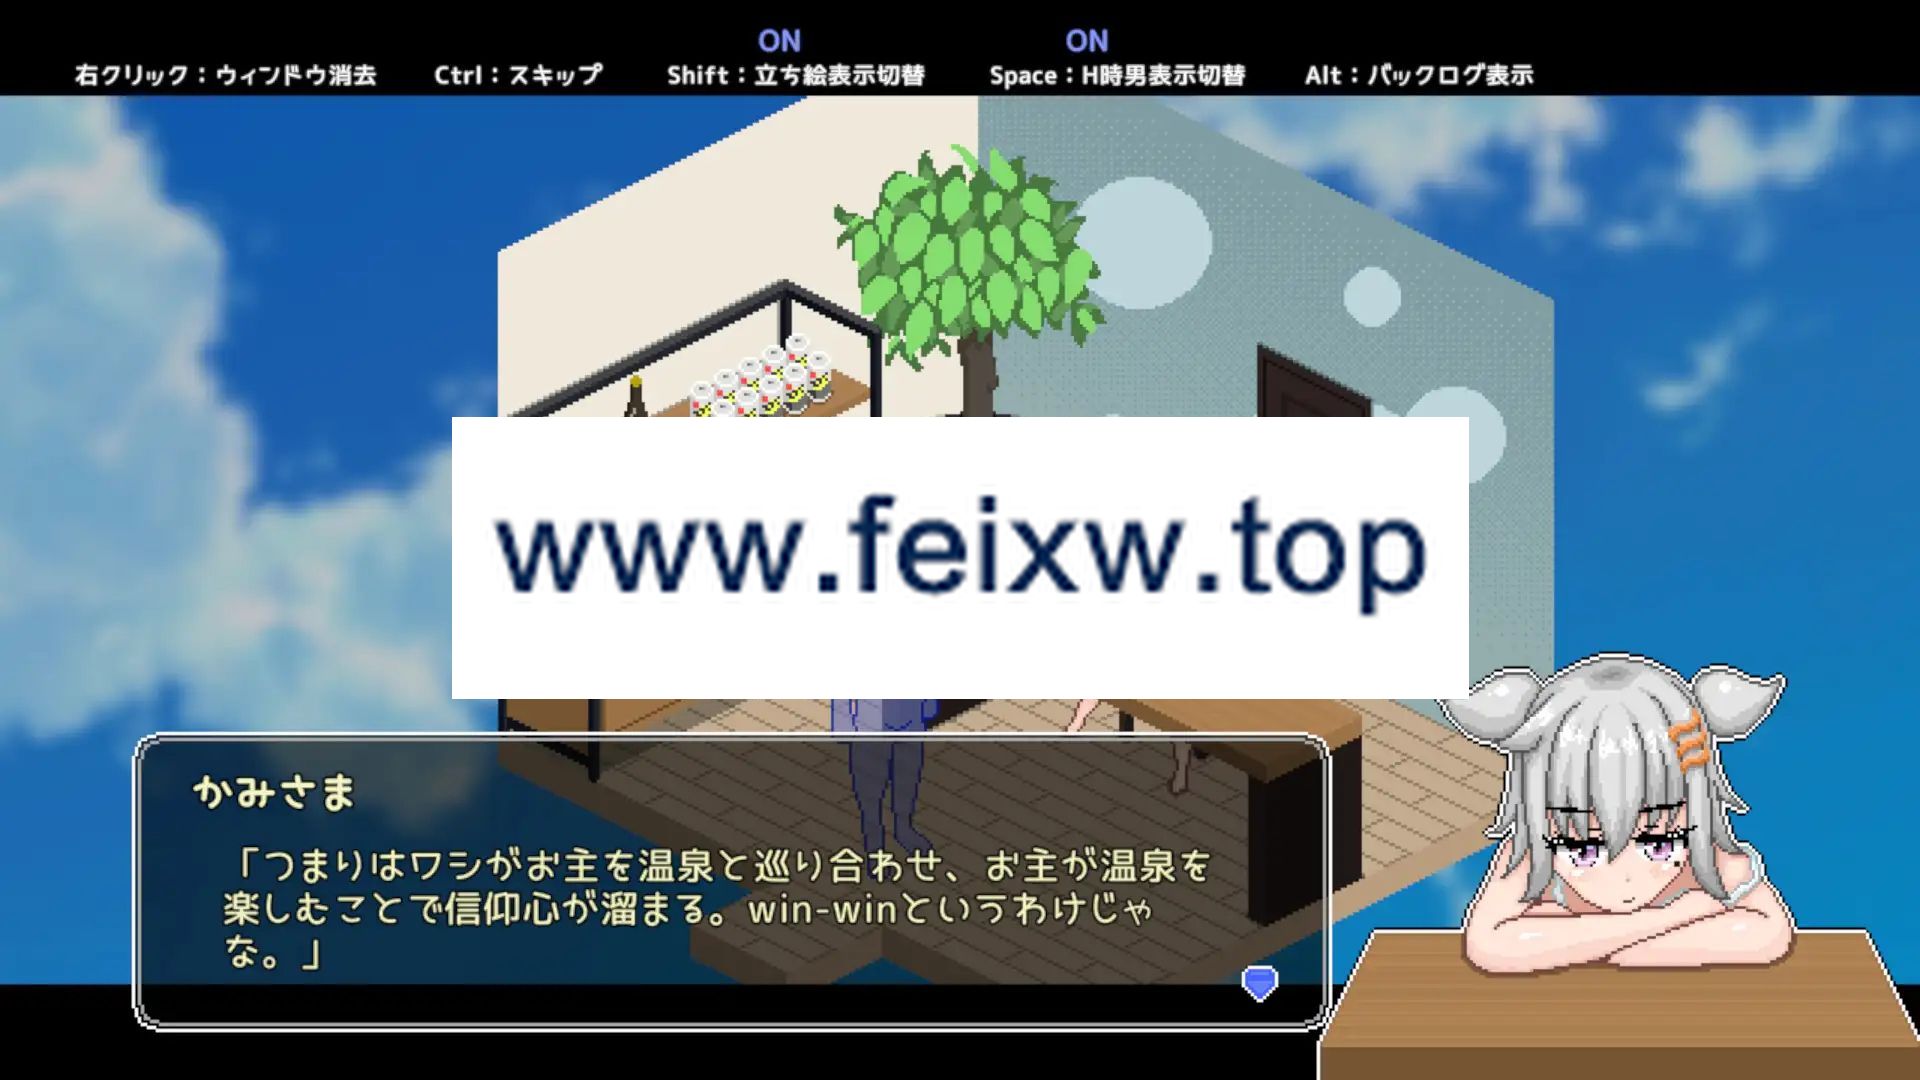 ON ON
右クリック：ウィンドウ消去 Ctrl：スキップ Shift：立ち絵表示切替 Space：H時男表示切替 Alt：バックログ表示
www.feixw.top
かみさま
「つまりはワシがお主を温泉と巡り合わせ、お主が温泉を
楽しむことで信仰心が溜まる。win-winというわけじゃ
な。」